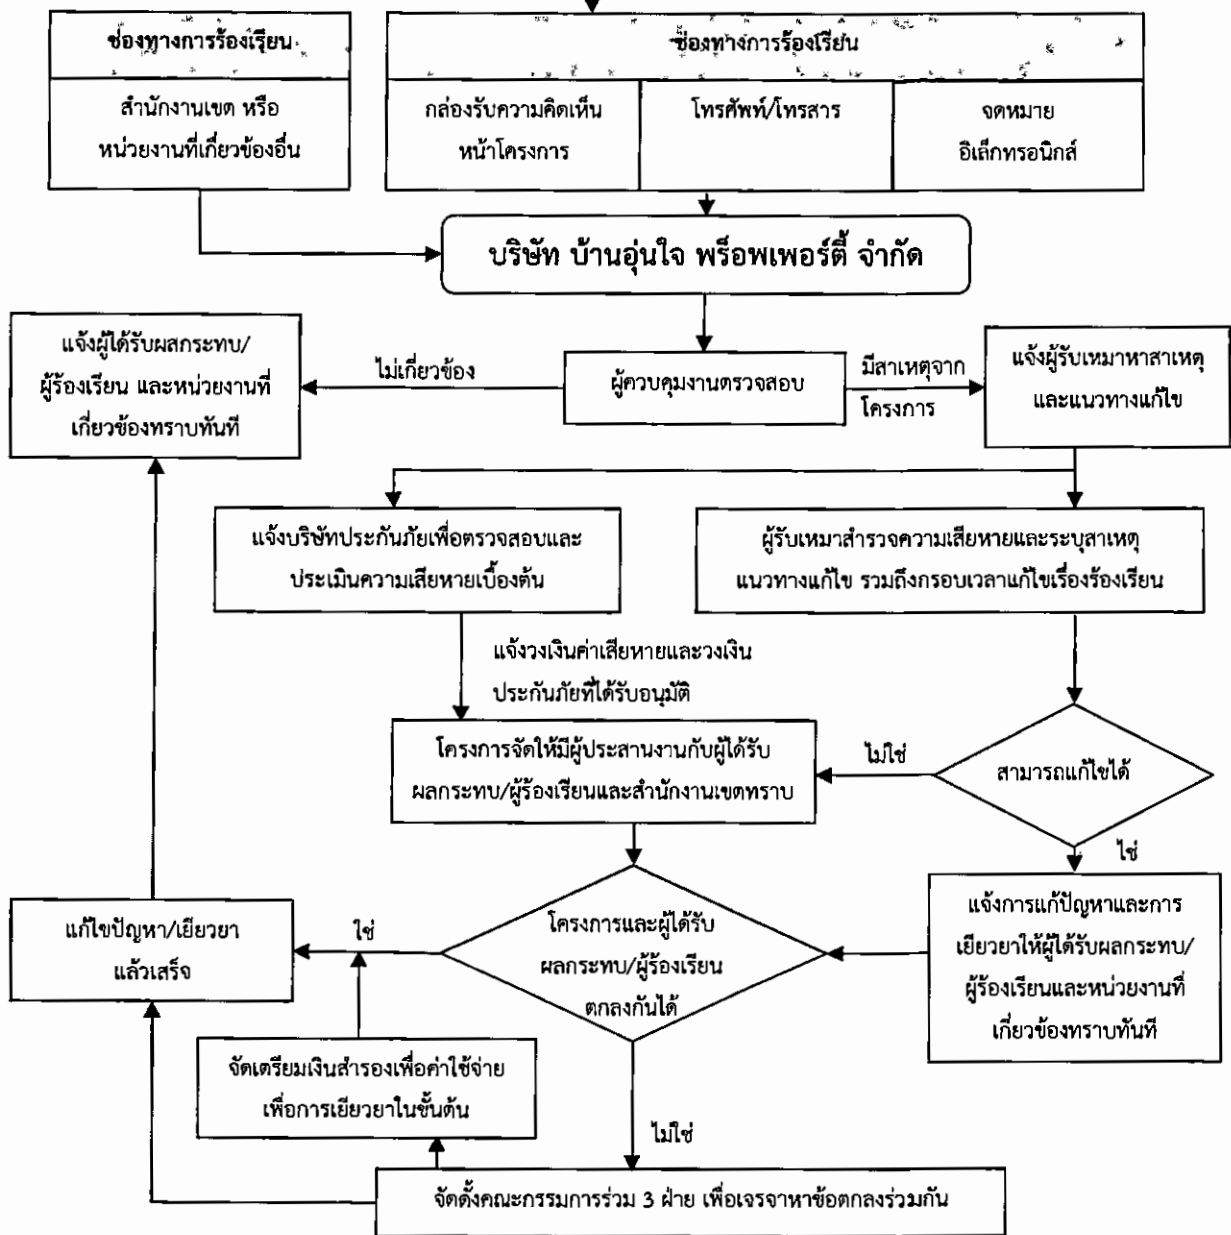 ช่องทางการร้องเรียน
ช่องทางการร้องเรียน
สำนักงานเขต หรือ
หน่วยงานที่เกี่ยวข้องอื่น
กล่องรับความคิดเห็น
หน้าโครงการ
โทรศัพท์/โทรสาร
จดหมาย
อิเล็กทรอนิกส์
บริษัท บ้านอุ่นใจ พร็อพเพอร์ตี้ จำกัด
แจ้งผู้ได้รับผลกระทบ/
ผู้ร้องเรียน และหน่วยงานที่
เกี่ยวข้องทราบทันที
ไม่เกี่ยวข้อง
ผู้ควบคุมงานตรวจสอบ
มีสาเหตุจาก
โครงการ
แจ้งผู้รับเหมาหาสาเหตุ
และแนวทางแก้ไข
แจ้งบริษัทประกันภัยเพื่อตรวจสอบและ
ประเมินความเสียหายเบื้องต้น
ผู้รับเหมาสำรวจความเสียหายและระบุสาเหตุ
แนวทางแก้ไข รวมถึงกรอบเวลาแก้ไขเรื่องร้องเรียน
แจ้งวงเงินค่าเสียหายและวงเงิน
ประกันภัยที่ได้รับอนุมัติ
โครงการจัดให้มีผู้ประสานงานกับผู้ได้รับ
ผลกระทบ/ผู้ร้องเรียนและสำนักงานเขตทราบ
ไม่ใช่
สามารถแก้ไขได้
ใช่
แก้ไขปัญหา/เยียวยา
แล้วเสร็จ
ใช่
โครงการและผู้ได้รับ
ผลกระทบ/ผู้ร้องเรียน
ตกลงกันได้
แจ้งการแก้ปัญหาและการ
เยียวยาให้ผู้ได้รับผลกระทบ/
ผู้ร้องเรียนและหน่วยงานที่
เกี่ยวข้องทราบทันที
จัดเตรียมเงินสำรองเพื่อค่าใช้จ่าย
เพื่อการเยียวยาในขั้นต้น
ไม่ใช่
จัดตั้งคณะกรรมการร่วม 3 ฝ่าย เพื่อเจรจาหาข้อตกลงร่วมกัน